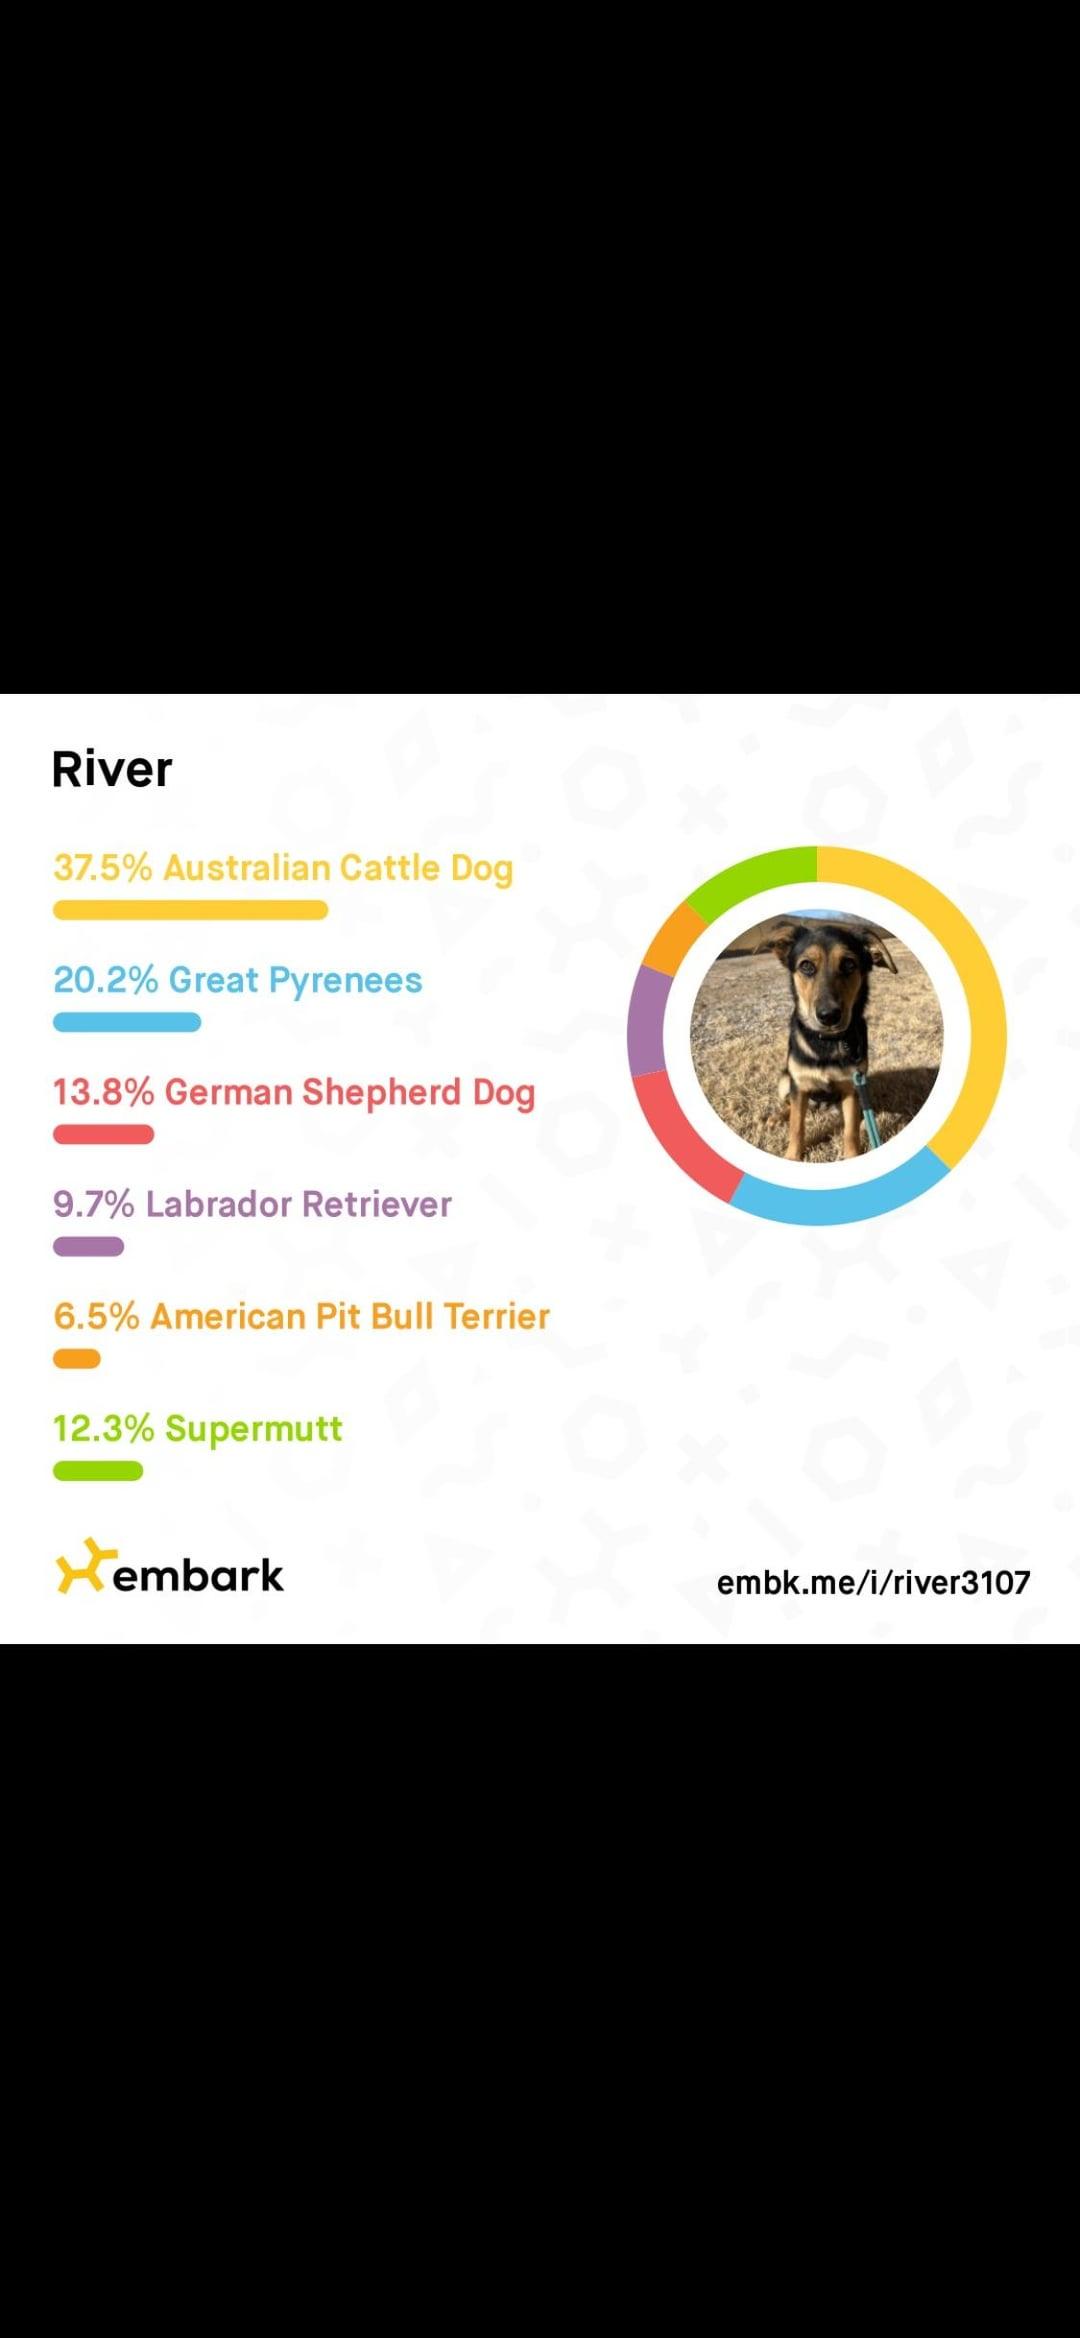 River
37.5% Australian Cattle Dog
20.2% Great Pyrenees
13.8% German Shepherd Dog
9.7% Labrador Retriever
6.5% American Pit Bull Terrier
12.3% Supermutt
embark
embk.me/i/river3107